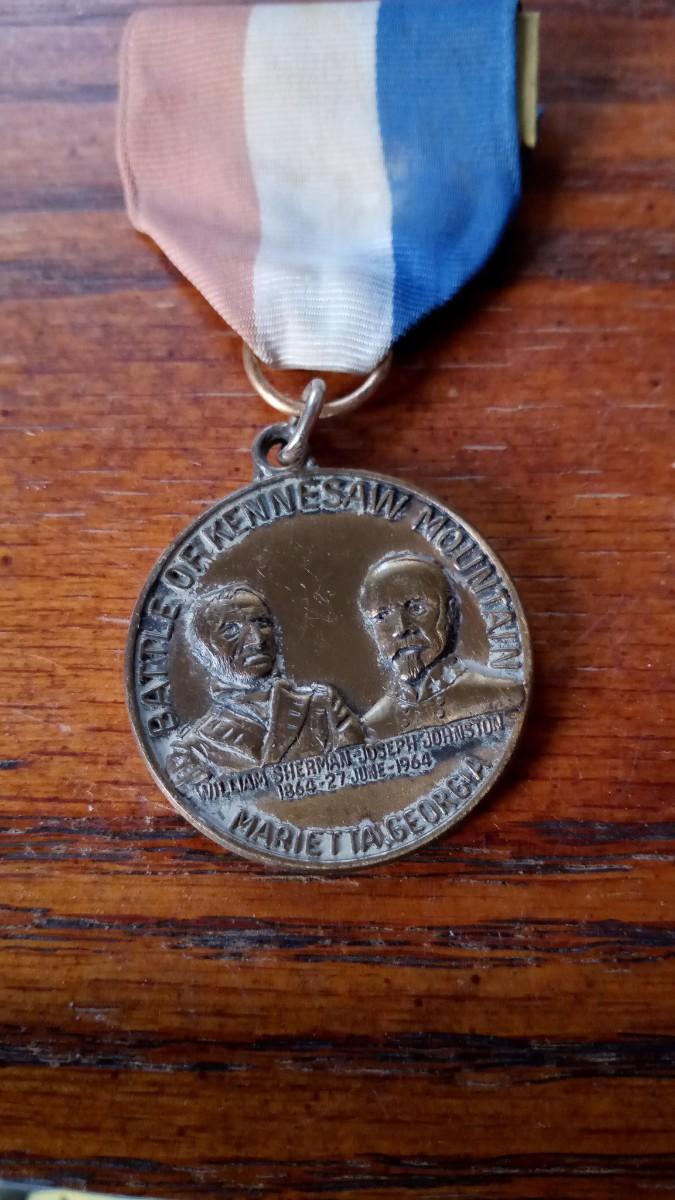 BATTLE OF KENNESAW MOUNTAIN
WILLIAM SHERMAN-JOSEPH JOHNSTON
1864-27-JUNE-1964
MARIETTA, GEORGIA